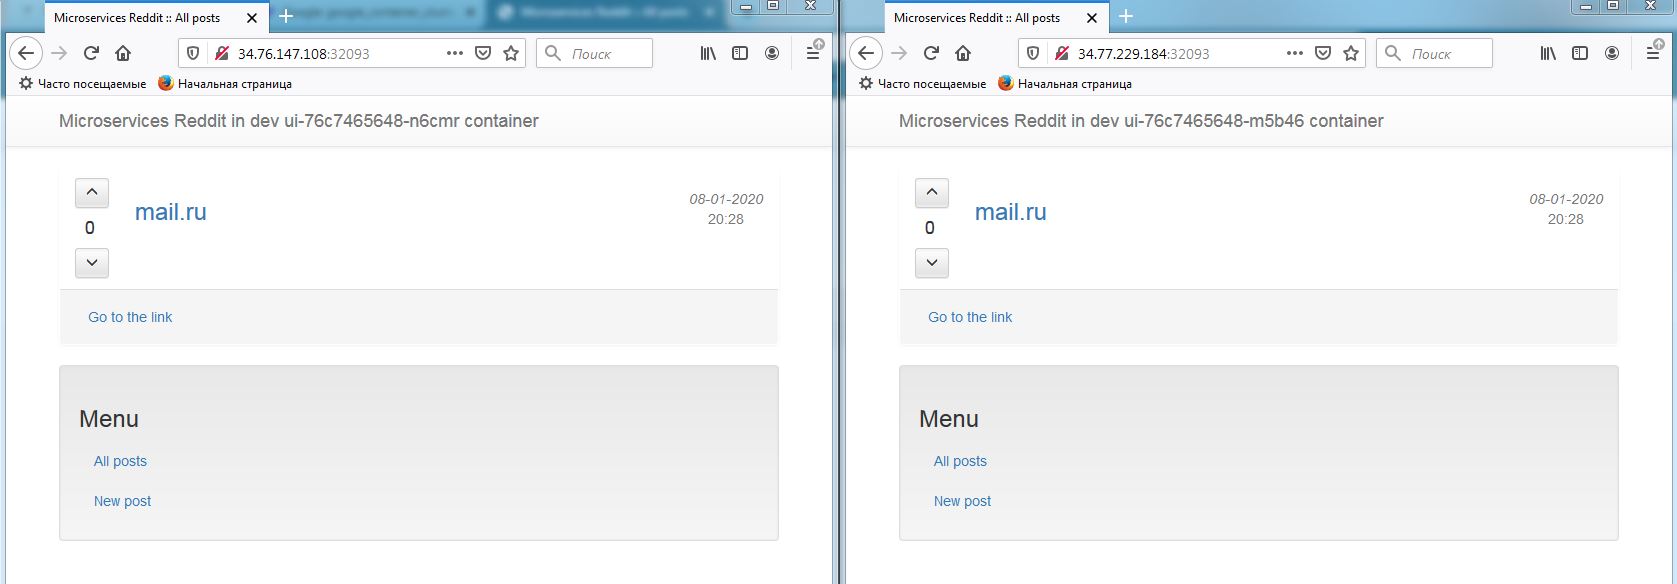 Microservices Reddit :: All posts
34.76.147.108:32093
Поиск
Часто посещаемые
Начальная страница
Microservices Reddit in dev ui-76c7465648-n6cmr container
0
mail.ru
08-01-2020
20:28
Go to the link
Menu
All posts
New post
Microservices Reddit :: All posts
34.77.229.184:32093
Поиск
Часто посещаемые
Начальная страница
Microservices Reddit in dev ui-76c7465648-m5b46 container
0
mail.ru
08-01-2020
20:28
Go to the link
Menu
All posts
New post